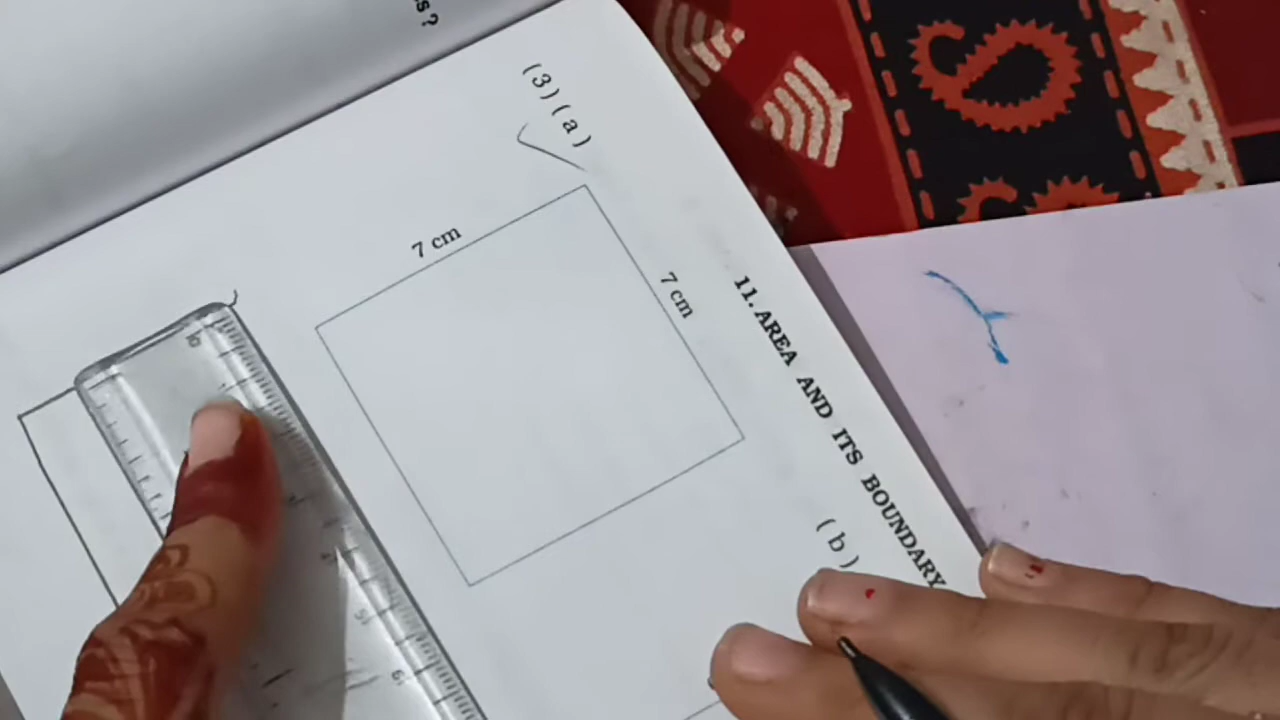 s?
11. AREA AND ITS BOUNDARY
(3) (a)
7 cm
7 cm
(b)